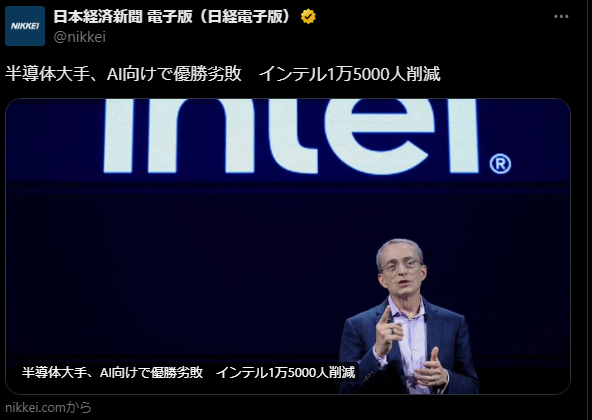 NIKKEI
日本経済新聞 電子版（日経電子版）
@nikkei
半導体大手、AI向けで優勝劣敗　インテル1万5000人削減
intel®
半導体大手、AI向けで優勝劣敗　インテル1万5000人削減
nikkei.comから